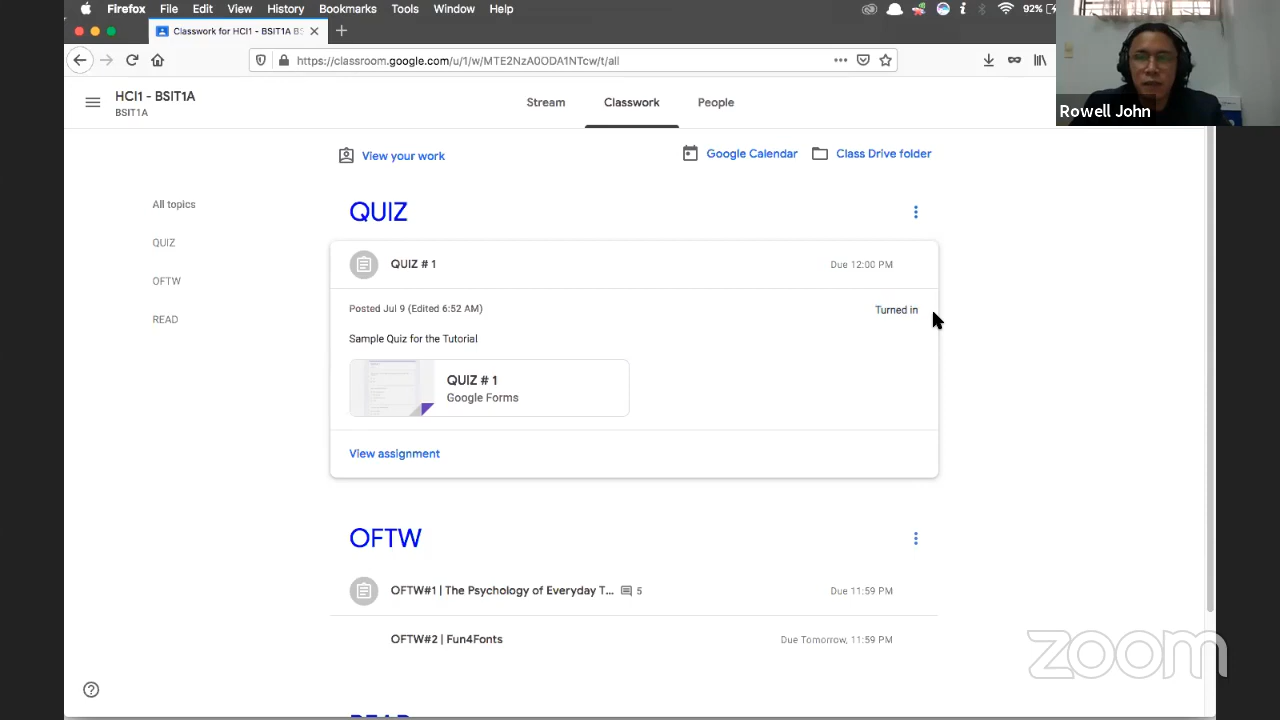 Firefox File Edit View History Bookmarks Tools Window Help
92%
Classwork for HCI1 - BSIT1A BS
https://classroom.google.com/u/1/w/MTE2NzA0ODA1NTcw/t/all
HCI1 - BSIT1A
BSIT1A
Stream Classwork People
Rowell John
View your work
Google Calendar
Class Drive folder
All topics
QUIZ
OFTW
READ
QUIZ
QUIZ # 1
Due 12:00 PM
Posted Jul 9 (Edited 6:52 AM)
Turned in
Sample Quiz for the Tutorial
QUIZ # 1
Google Forms
View assignment
OFTW
OFTW#1 | The Psychology of Everyday T... 5
Due 11:59 PM
OFTW#2 | Fun4Fonts
Due Tomorrow, 11:59 PM
zoom